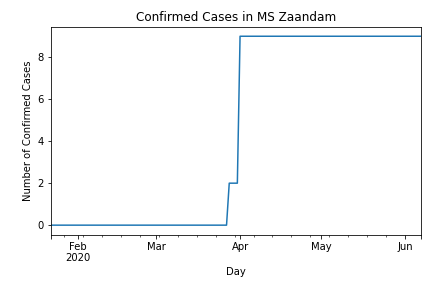 Confirmed Cases in MS Zaandam
Number of Confirmed Cases
8
6
4
2
0
Feb Mar Apr May Jun
2020
Day